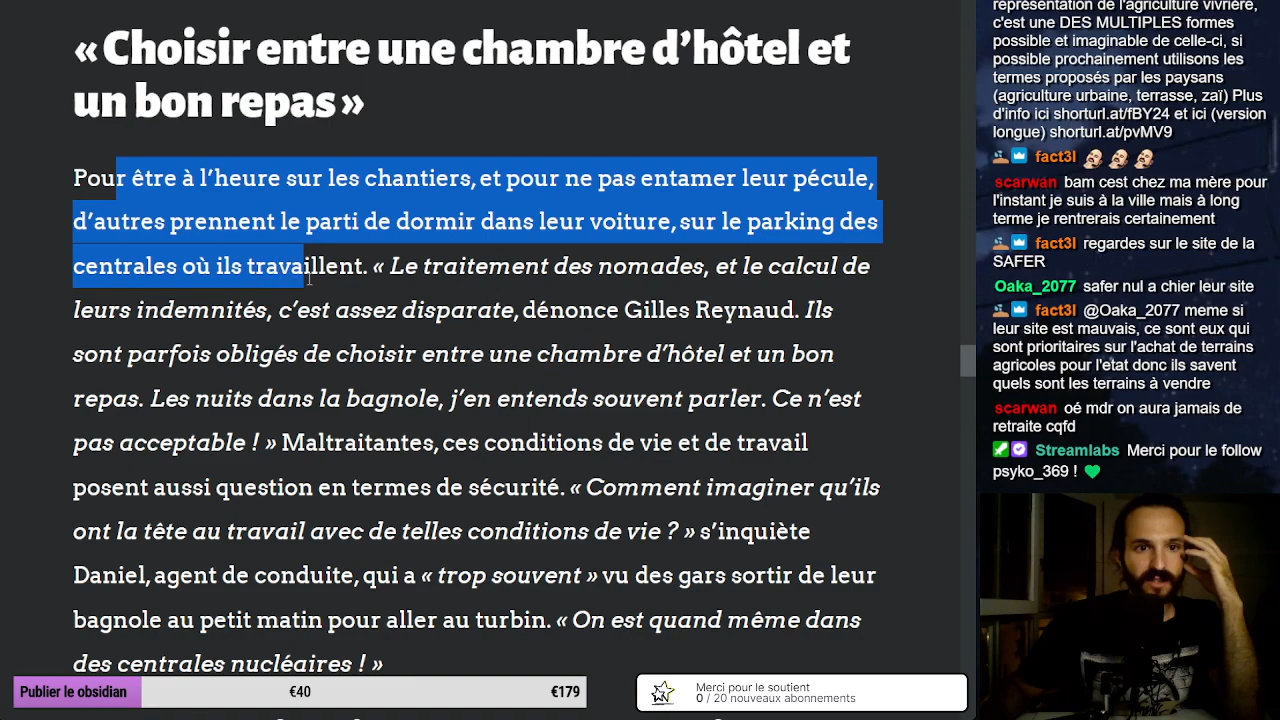 « Choisir entre une chambre d’hôtel et
un bon repas »
Pour être à l’heure sur les chantiers, et pour ne pas entamer leur pécule,
d’autres prennent le parti de dormir dans leur voiture, sur le parking des
centrales où ils travaillent. « Le traitement des nomades, et le calcul de
leurs indemnités, c’est assez disparate, dénonce Gilles Reynaud. Ils
sont parfois obligés de choisir entre une chambre d’hôtel et un bon
repas. Les nuits dans la bagnole, j’en entends souvent parler. Ce n’est
pas acceptable ! » Maltraitantes, ces conditions de vie et de travail
posent aussi question en termes de sécurité. « Comment imaginer qu’ils
ont la tête au travail avec de telles conditions de vie ? » s’inquiète
Daniel, agent de conduite, qui a « trop souvent » vu des gars sortir de leur
bagnole au petit matin pour aller au turbin. « On est quand même dans
des centrales nucléaires ! »
Publier le obsidian
€40
€179
Merci pour le soutient
0 / 20 nouveaux abonnements
représentation de l'agriculture vivrière,
c'est une DES MULTIPLES formes
possible et imaginable de celle-ci, si
possible prochainement utilisons les
termes proposés par les paysans
(agriculture urbaine, terrasse, zaï) Plus
d'info ici shorturl.at/fBY24 et ici (version
longue) shorturl.at/pvMV9
fact3l
scarwan bam cest chez ma mère pour
l'instant je suis à la ville mais à long
terme je rentrerais certainement
fact3l regardes sur le site de la
SAFER
Oaka_2077 safer nul a chier leur site
fact3l @Oaka_2077 meme si
leur site est mauvais, ce sont eux qui
sont prioritaires sur l'achat de terrains
agricoles pour l'etat donc ils savent
quels sont les terrains à vendre
scarwan oé mdr on aura jamais de
retraite cqfd
Streamlabs Merci pour le follow
psyko_369 !